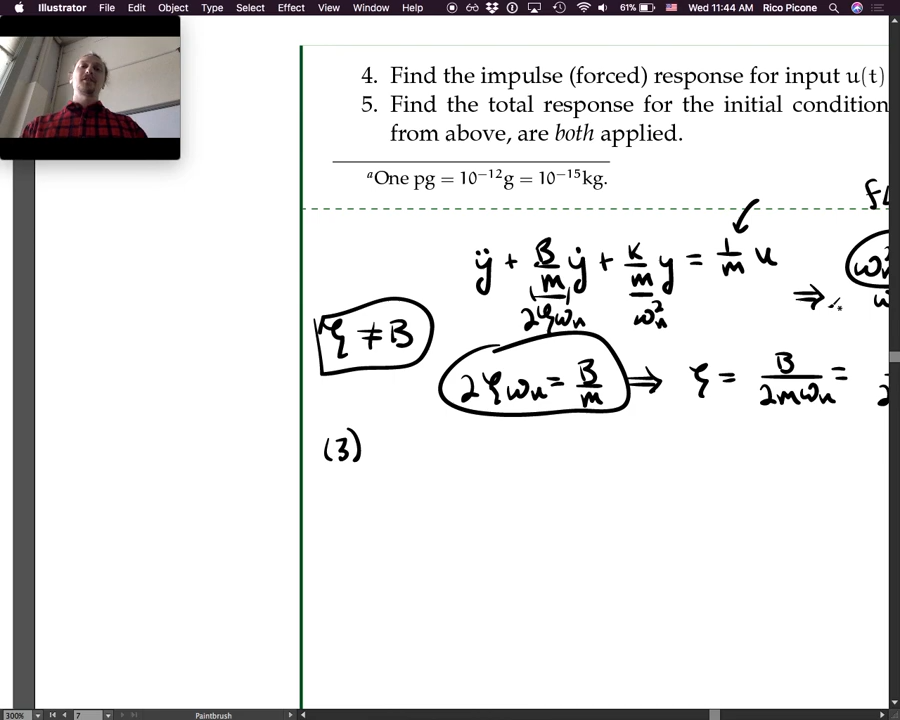 Illustrator File Edit Object Type Select Effect View Window Help 61% Wed 11:44 AM Rico Picone
4. Find the impulse (forced) response for input u(t)
5. Find the total response for the initial condition
from above, are both applied.
ᵃOne pg = 10⁻¹²g = 10⁻¹⁵kg.
ÿ + B/m ẏ + K/m y = 1/m u ⇒
2ζωₙ ωₙ²
ζ ≠ B
2ζωₙ = B/m ⇒ ζ = B/2mωₙ =
(3)
300% 7 Paintbrush